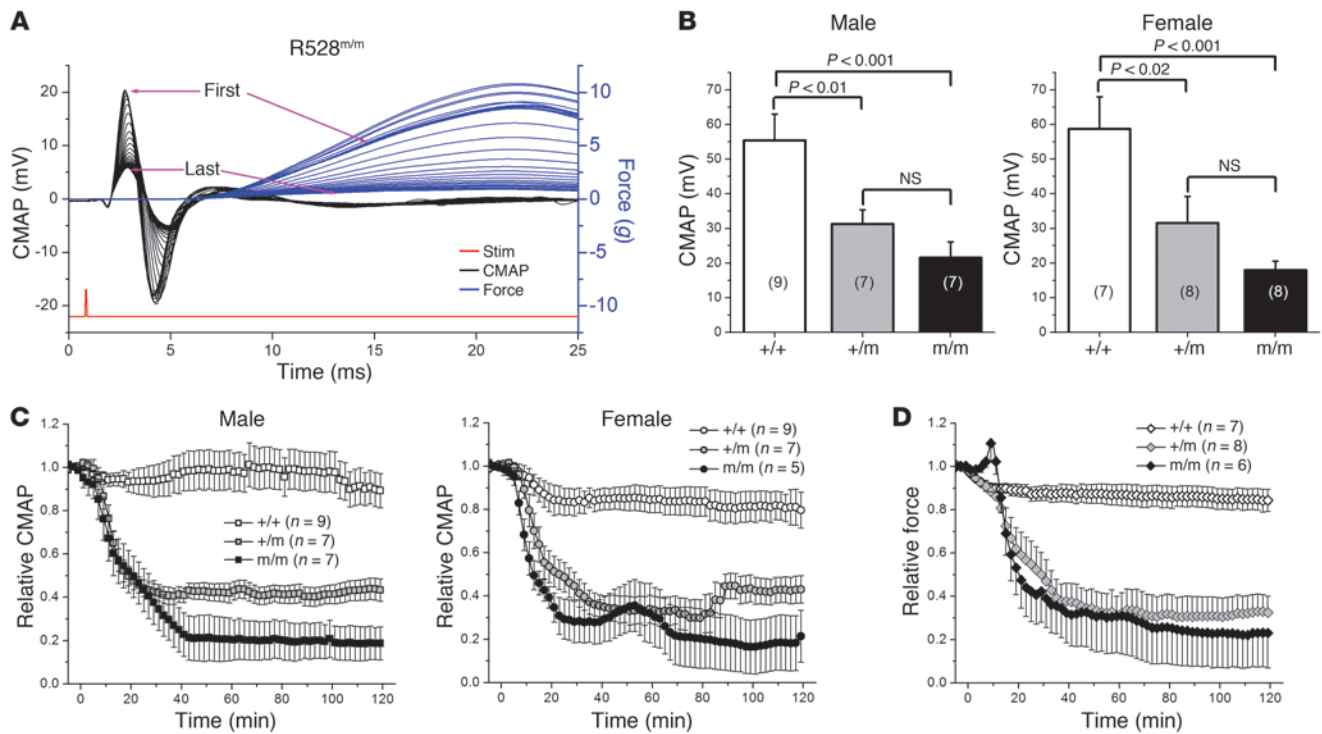 A
R528m/m
CMAP (mV)
20
10
0
-10
-20
First
Last
Stim
CMAP
Force
10
5
0
-5
-10
Force (g)
0
5
10
15
20
25
Time (ms)
B
Male
P < 0.001
P < 0.01
NS
CMAP (mV)
70
60
50
40
30
20
10
0
(9)
(7)
(7)
+/+
+/m
m/m
Female
P < 0.001
P < 0.02
NS
CMAP (mV)
70
60
50
40
30
20
10
0
(7)
(8)
(8)
+/+
+/m
m/m
C
Male
Relative CMAP
1.2
1.0
0.8
0.6
0.4
0.2
0.0
+/+ (n = 9)
+/m (n = 7)
m/m (n = 7)
0
20
40
60
80
100
120
Time (min)
Female
Relative CMAP
1.2
1.0
0.8
0.6
0.4
0.2
0.0
+/+ (n = 9)
+/m (n = 7)
m/m (n = 5)
0
20
40
60
80
100
120
Time (min)
D
Relative force
1.2
1.0
0.8
0.6
0.4
0.2
0.0
+/+ (n = 7)
+/m (n = 8)
m/m (n = 6)
0
20
40
60
80
100
120
Time (min)